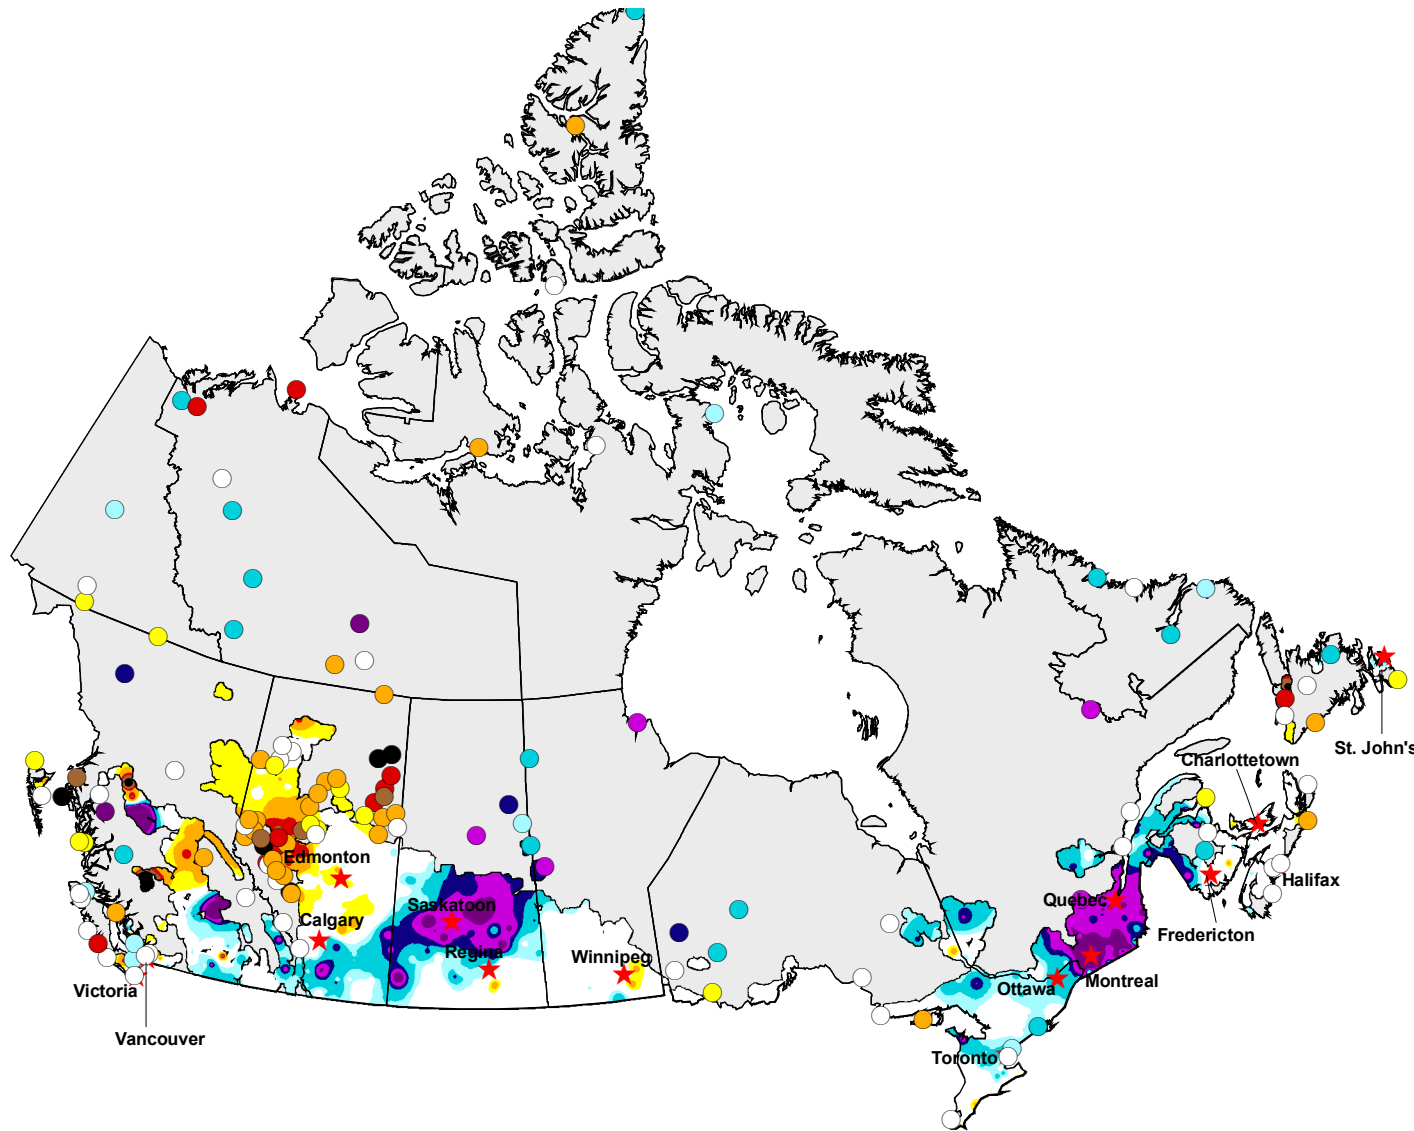 St. John's
Charlottetown
Edmonton
Halifax
Quebec
Saskatoon
Calgary
Fredericton
Regina
Winnipeg
Montreal
Ottawa
Victoria
Vancouver
Toronto